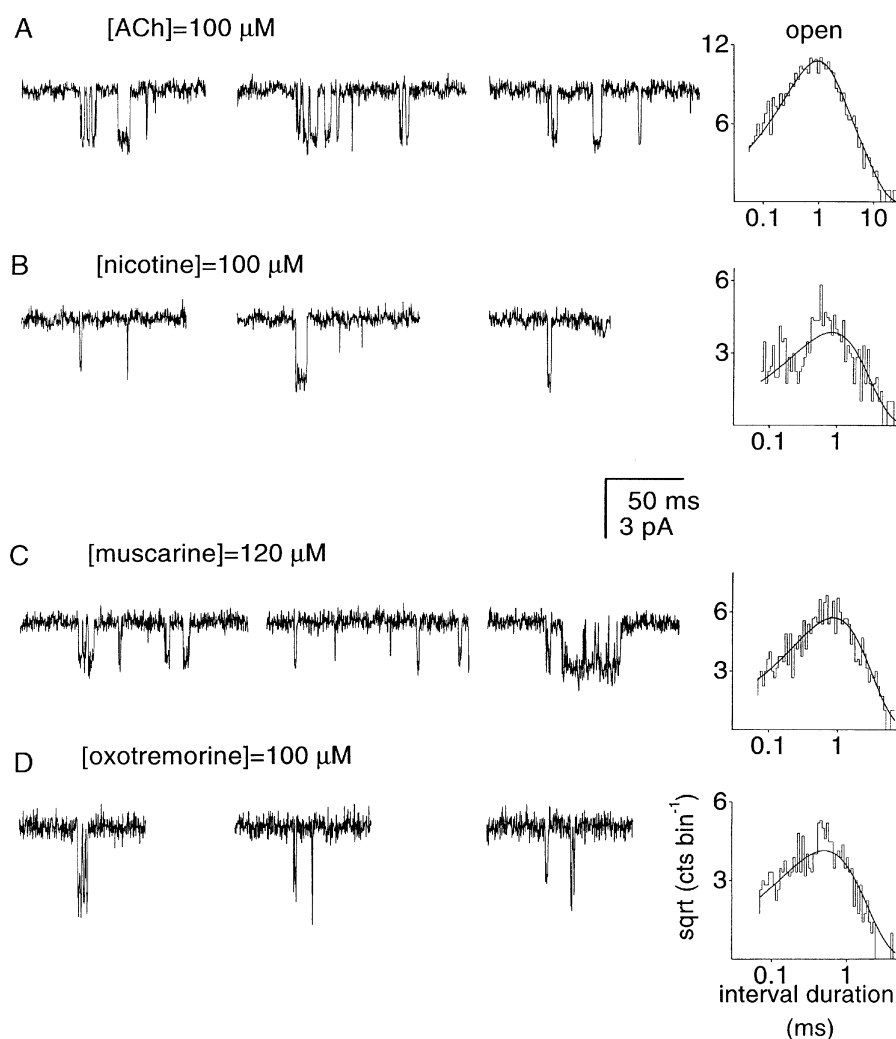 A
[ACh]=100 µM
open
12
6
0.1 1 10
B
[nicotine]=100 µM
6
3
0.1 1
50 ms
3 pA
C
[muscarine]=120 µM
6
3
0.1 1
D
[oxotremorine]=100 µM
6
3
sqrt (cts bin⁻¹)
0.1 1
interval duration
(ms)